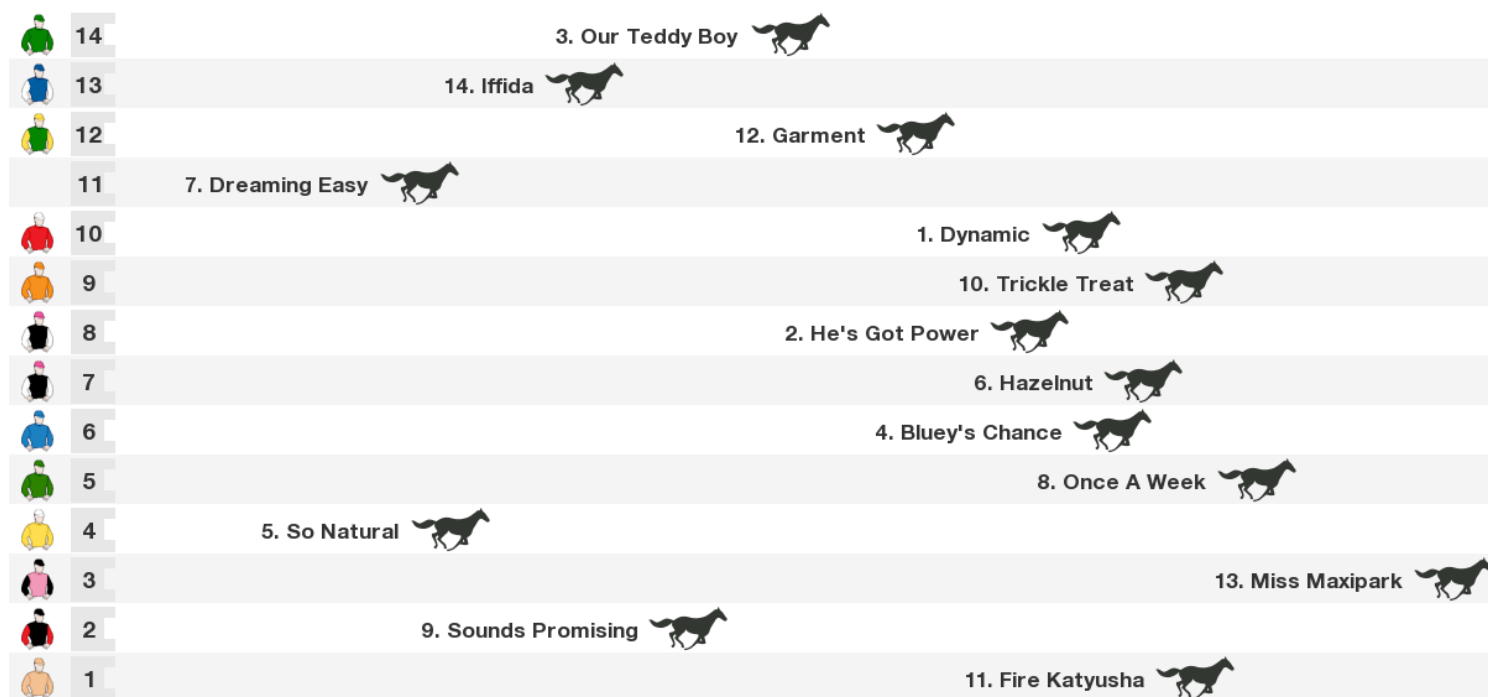 14 3. Our Teddy Boy
13 14. Iffida
12 12. Garment
11 7. Dreaming Easy
10 1. Dynamic
9 10. Trickle Treat
8 2. He's Got Power
7 6. Hazelnut
6 4. Bluey's Chance
5 8. Once A Week
4 5. So Natural
3 13. Miss Maxipark
2 9. Sounds Promising
1 11. Fire Katyusha